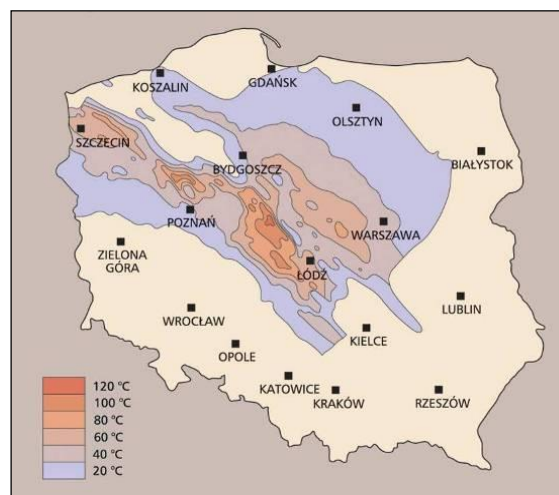 GDAŃSK
KOSZALIN
OLSZTYN
SZCZECIN
BYDGOSZCZ
BIAŁYSTOK
POZNAŃ
WARSZAWA
ZIELONA
GÓRA
ŁÓDŹ
LUBLIN
WROCŁAW
KIELCE
OPOLE
KATOWICE
KRAKÓW
RZESZÓW
120 °C
100 °C
80 °C
60 °C
40 °C
20 °C